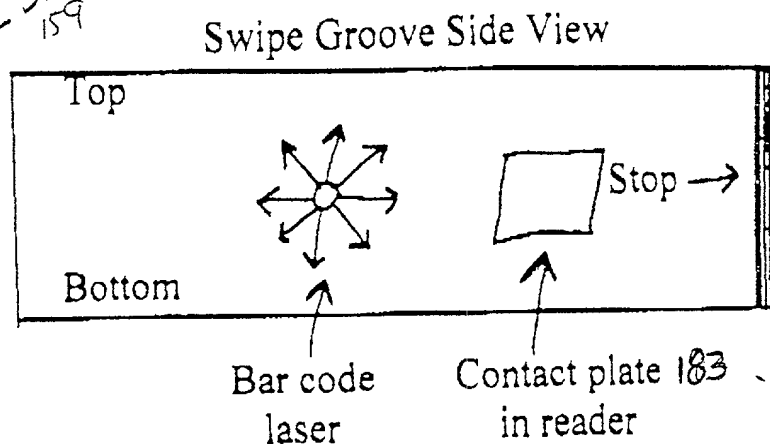 159
Swipe Groove Side View
Top
Stop
Bottom
Bar code
laser
Contact plate 183
in reader